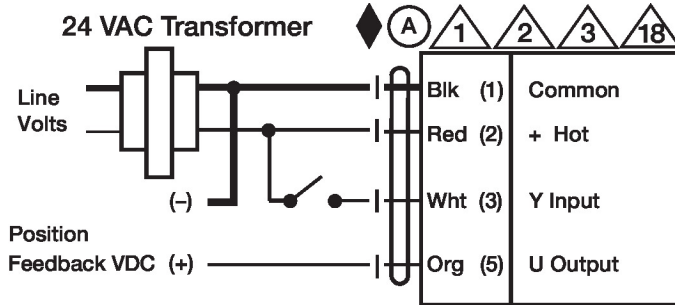 24 VAC Transformer
A 1 2 3 18
Line
Volts
Blk (1) Common
Red (2) + Hot
(–) Wht (3) Y Input
Position
Feedback VDC (+) Org (5) U Output